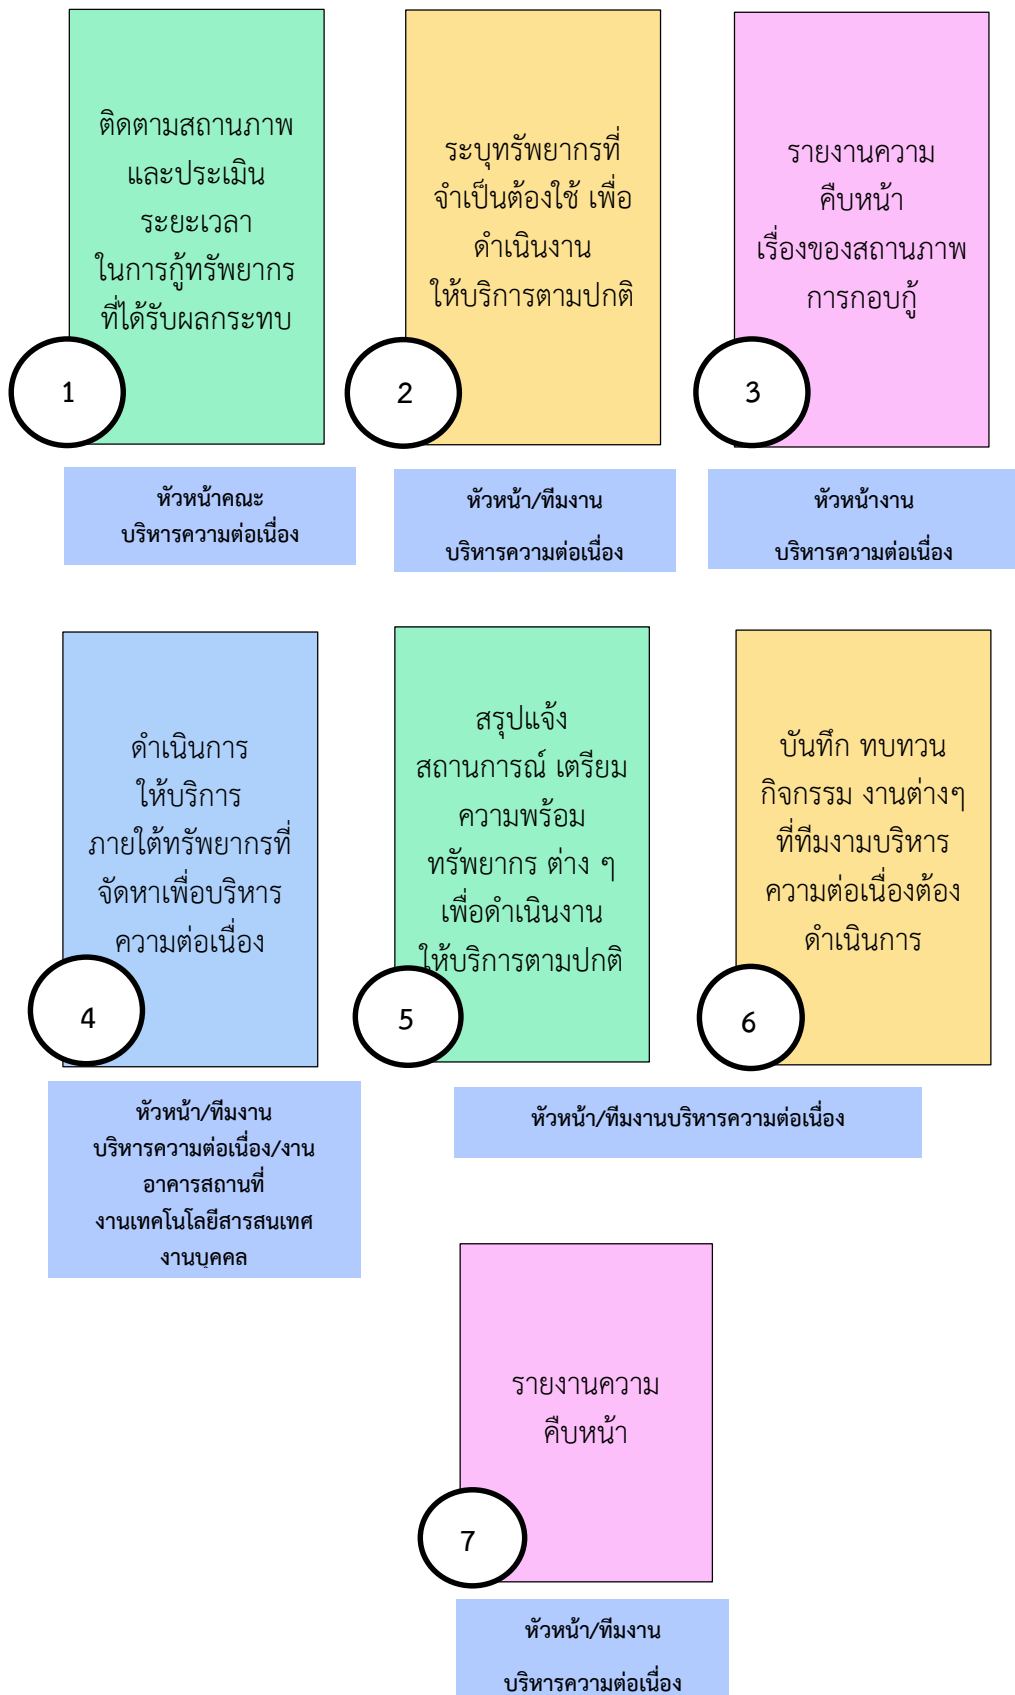 ติดตามสถานภาพ
และประเมิน
ระยะเวลา
ในการกู้ทรัพยากร
ที่ได้รับผลกระทบ
1
หัวหน้าคณะ
บริหารความต่อเนื่อง
ระบุทรัพยากรที่
จำเป็นต้องใช้ เพื่อ
ดำเนินงาน
ให้บริการตามปกติ
2
หัวหน้า/ทีมงาน
บริหารความต่อเนื่อง
รายงานความ
คืบหน้า
เรื่องของสถานภาพ
การกอบกู้
3
หัวหน้างาน
บริหารความต่อเนื่อง
ดำเนินการ
ให้บริการ
ภายใต้ทรัพยากรที่
จัดหาเพื่อบริหาร
ความต่อเนื่อง
4
หัวหน้า/ทีมงาน
บริหารความต่อเนื่อง/งาน
อาคารสถานที่
งานเทคโนโลยีสารสนเทศ
งานบุคคล
สรุปแจ้ง
สถานการณ์ เตรียม
ความพร้อม
ทรัพยากร ต่าง ๆ
เพื่อดำเนินงาน
ให้บริการตามปกติ
5
บันทึก ทบทวน
กิจกรรม งานต่างๆ
ที่ทีมงามบริหาร
ความต่อเนื่องต้อง
ดำเนินการ
6
หัวหน้า/ทีมงานบริหารความต่อเนื่อง
รายงานความ
คืบหน้า
7
หัวหน้า/ทีมงาน
บริหารความต่อเนื่อง